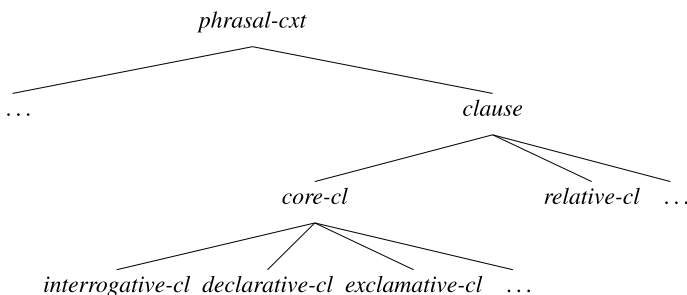 phrasal-cxt
... clause
core-cl relative-cl ...
interrogative-cl declarative-cl exclamative-cl ...